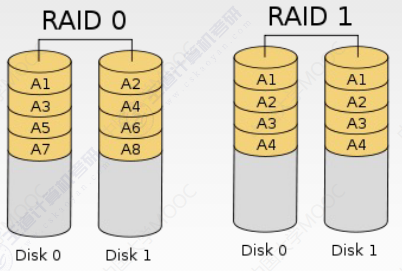 RAID 0
A1 A2
A3 A4
A5 A6
A7 A8
Disk 0 Disk 1
RAID 1
A1 A1
A2 A2
A3 A3
A4 A4
Disk 0 Disk 1